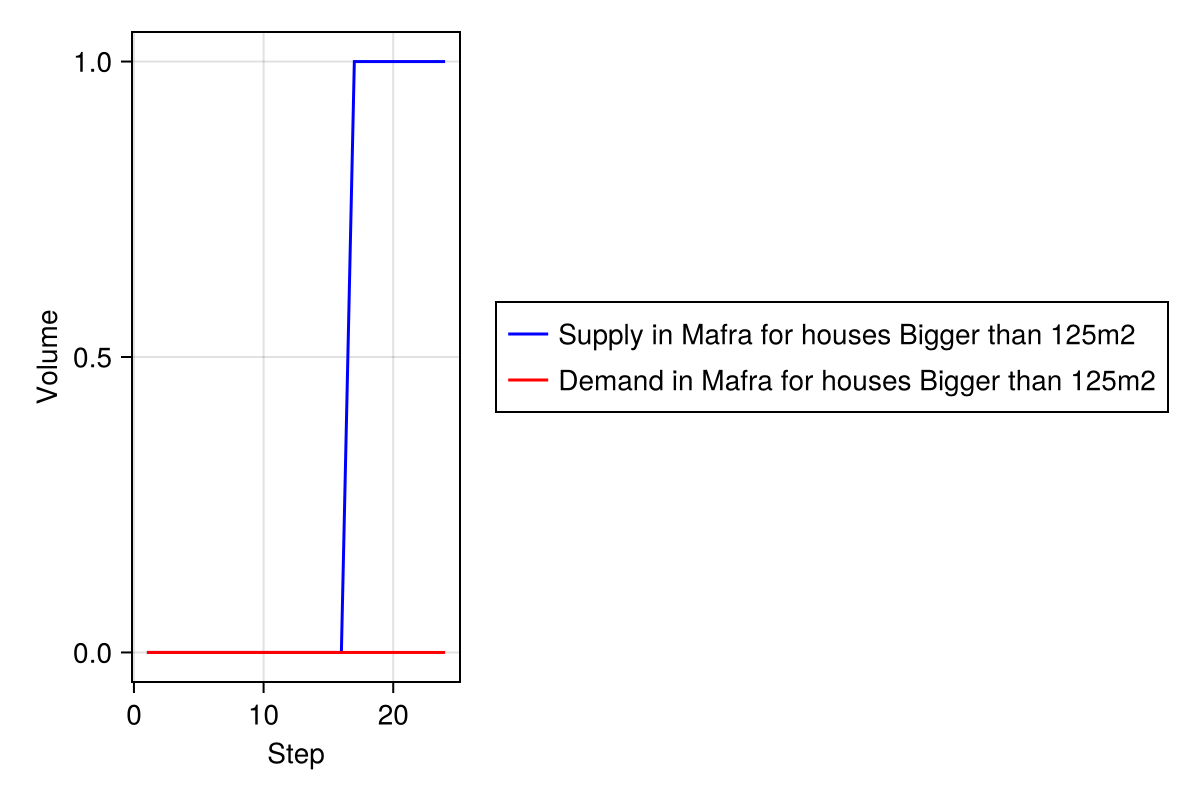 1.0
0.5
0.0
Volume
0
10
20
Step
Supply in Mafra for houses Bigger than 125m2
Demand in Mafra for houses Bigger than 125m2